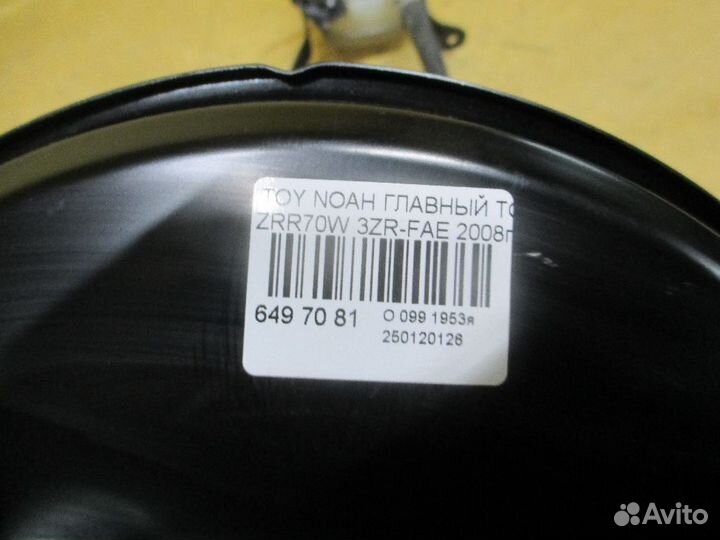 TOY NOAH ГЛАВНЫЙ ТО
ZRR70W 3ZR-FAE 2008г
649 70 81
O 099 1953я
250120126
Avito